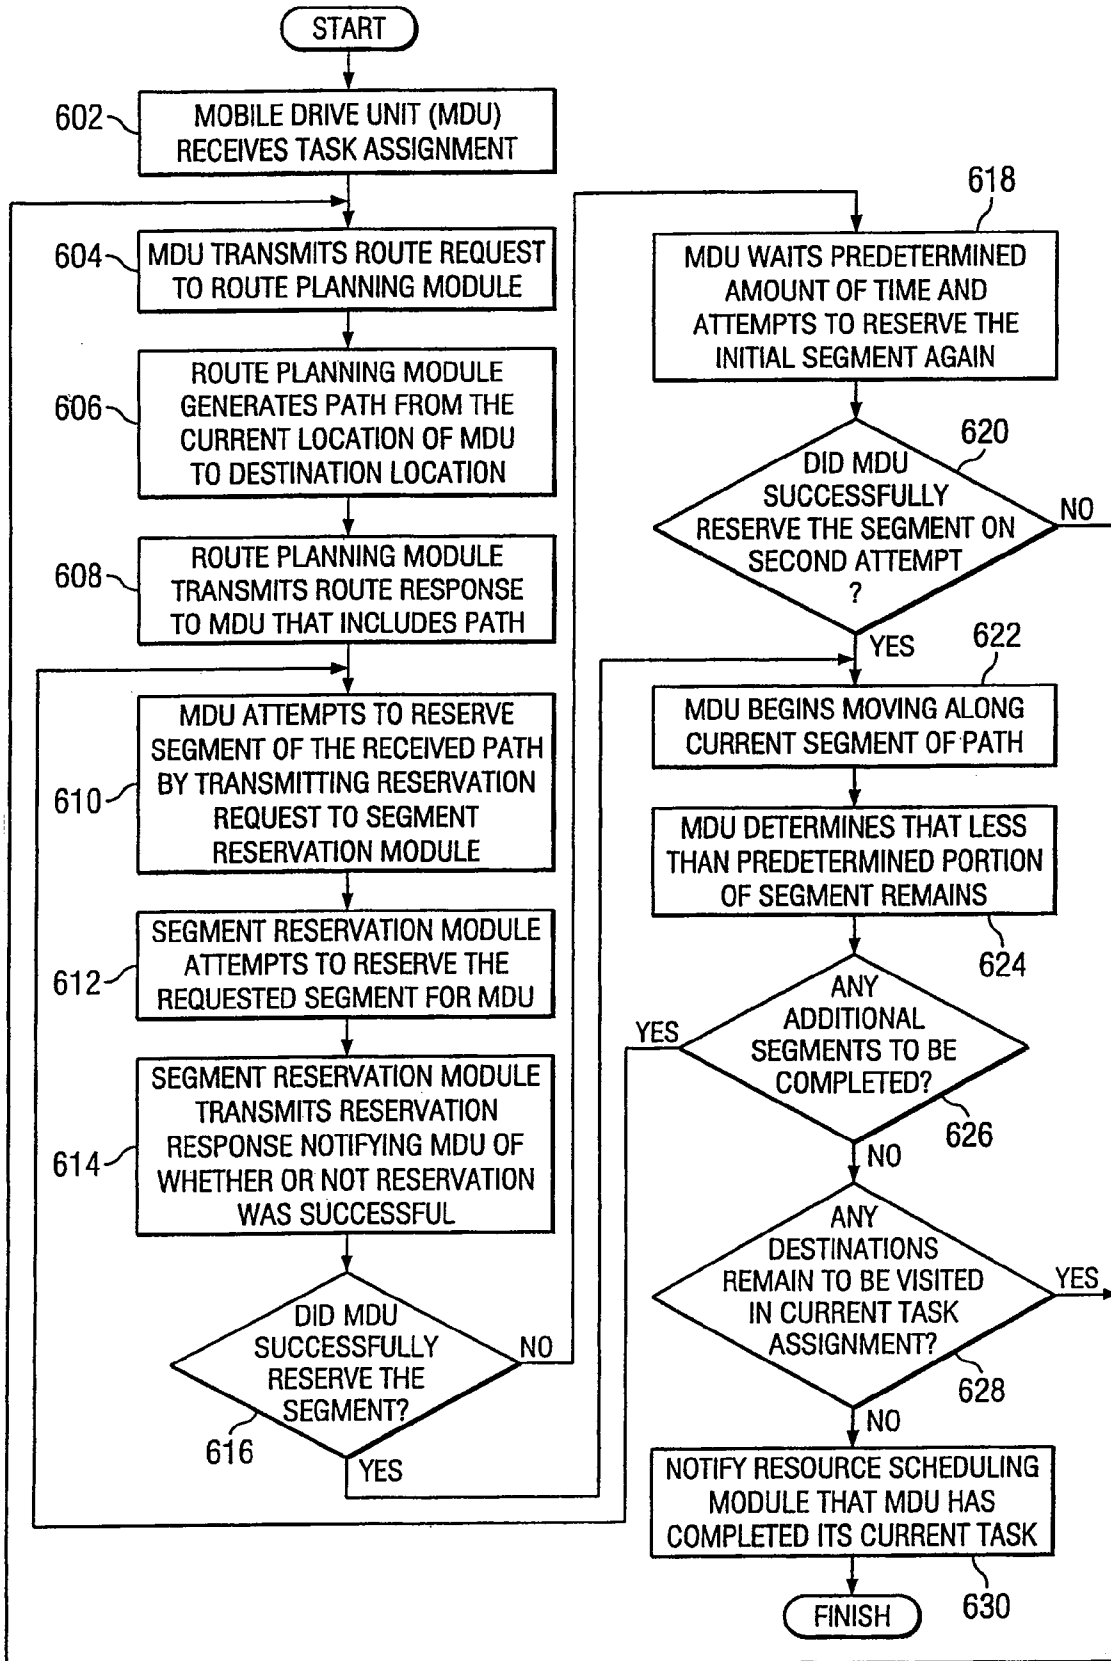 START
602
MOBILE DRIVE UNIT (MDU)
RECEIVES TASK ASSIGNMENT
604
MDU TRANSMITS ROUTE REQUEST
TO ROUTE PLANNING MODULE
606
ROUTE PLANNING MODULE
GENERATES PATH FROM THE
CURRENT LOCATION OF MDU
TO DESTINATION LOCATION
608
ROUTE PLANNING MODULE
TRANSMITS ROUTE RESPONSE
TO MDU THAT INCLUDES PATH
610
MDU ATTEMPTS TO RESERVE
SEGMENT OF THE RECEIVED PATH
BY TRANSMITTING RESERVATION
REQUEST TO SEGMENT
RESERVATION MODULE
612
SEGMENT RESERVATION MODULE
ATTEMPTS TO RESERVE THE
REQUESTED SEGMENT FOR MDU
614
SEGMENT RESERVATION MODULE
TRANSMITS RESERVATION
RESPONSE NOTIFYING MDU OF
WHETHER OR NOT RESERVATION
WAS SUCCESSFUL
DID MDU
SUCCESSFULLY
RESERVE THE
SEGMENT?
616
NO
YES
618
MDU WAITS PREDETERMINED
AMOUNT OF TIME AND
ATTEMPTS TO RESERVE THE
INITIAL SEGMENT AGAIN
620
DID MDU
SUCCESSFULLY
RESERVE THE SEGMENT ON
SECOND ATTEMPT
?
NO
YES
622
MDU BEGINS MOVING ALONG
CURRENT SEGMENT OF PATH
MDU DETERMINES THAT LESS
THAN PREDETERMINED PORTION
OF SEGMENT REMAINS
624
ANY
ADDITIONAL
SEGMENTS TO BE
COMPLETED?
YES
626
NO
ANY
DESTINATIONS
REMAIN TO BE VISITED
IN CURRENT TASK
ASSIGNMENT?
YES
628
NO
NOTIFY RESOURCE SCHEDULING
MODULE THAT MDU HAS
COMPLETED ITS CURRENT TASK
630
FINISH